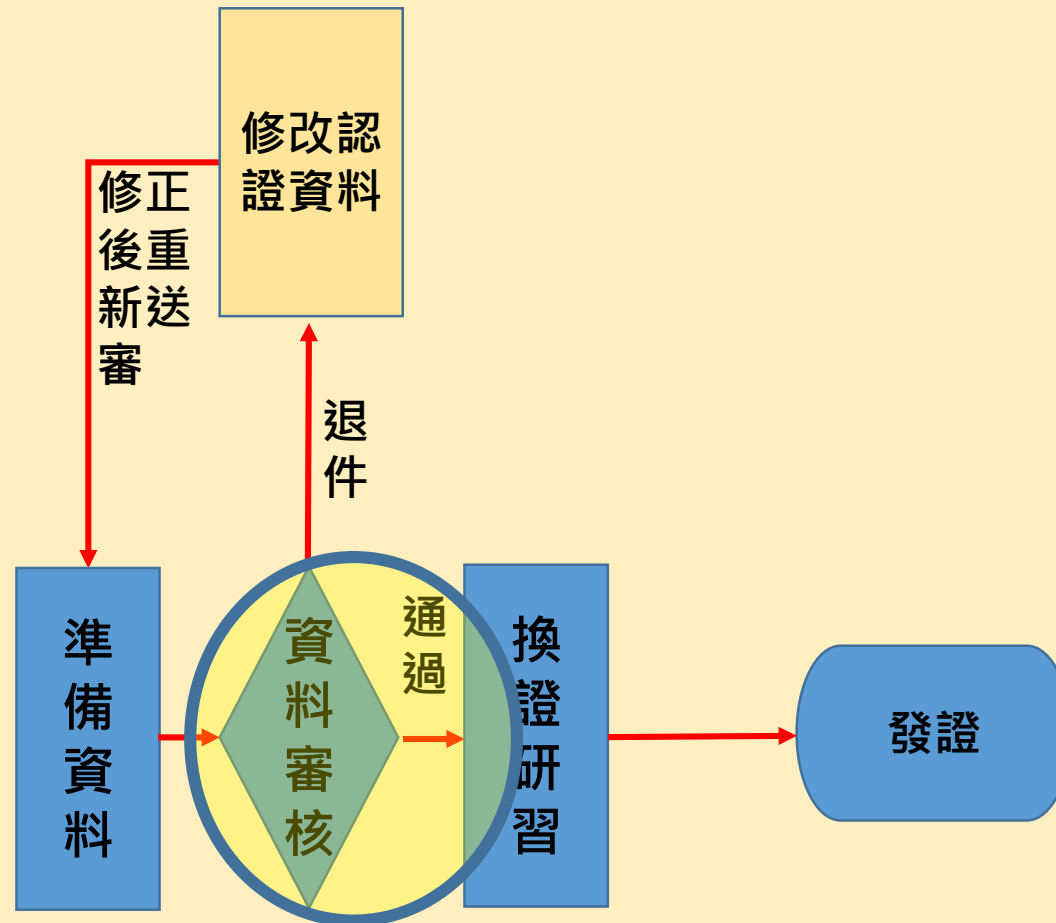 修改認
證資料
修正
後重
新送
審
退
件
準
備
資
料
資
料
審
核
通
過
換
證
研
習
發證